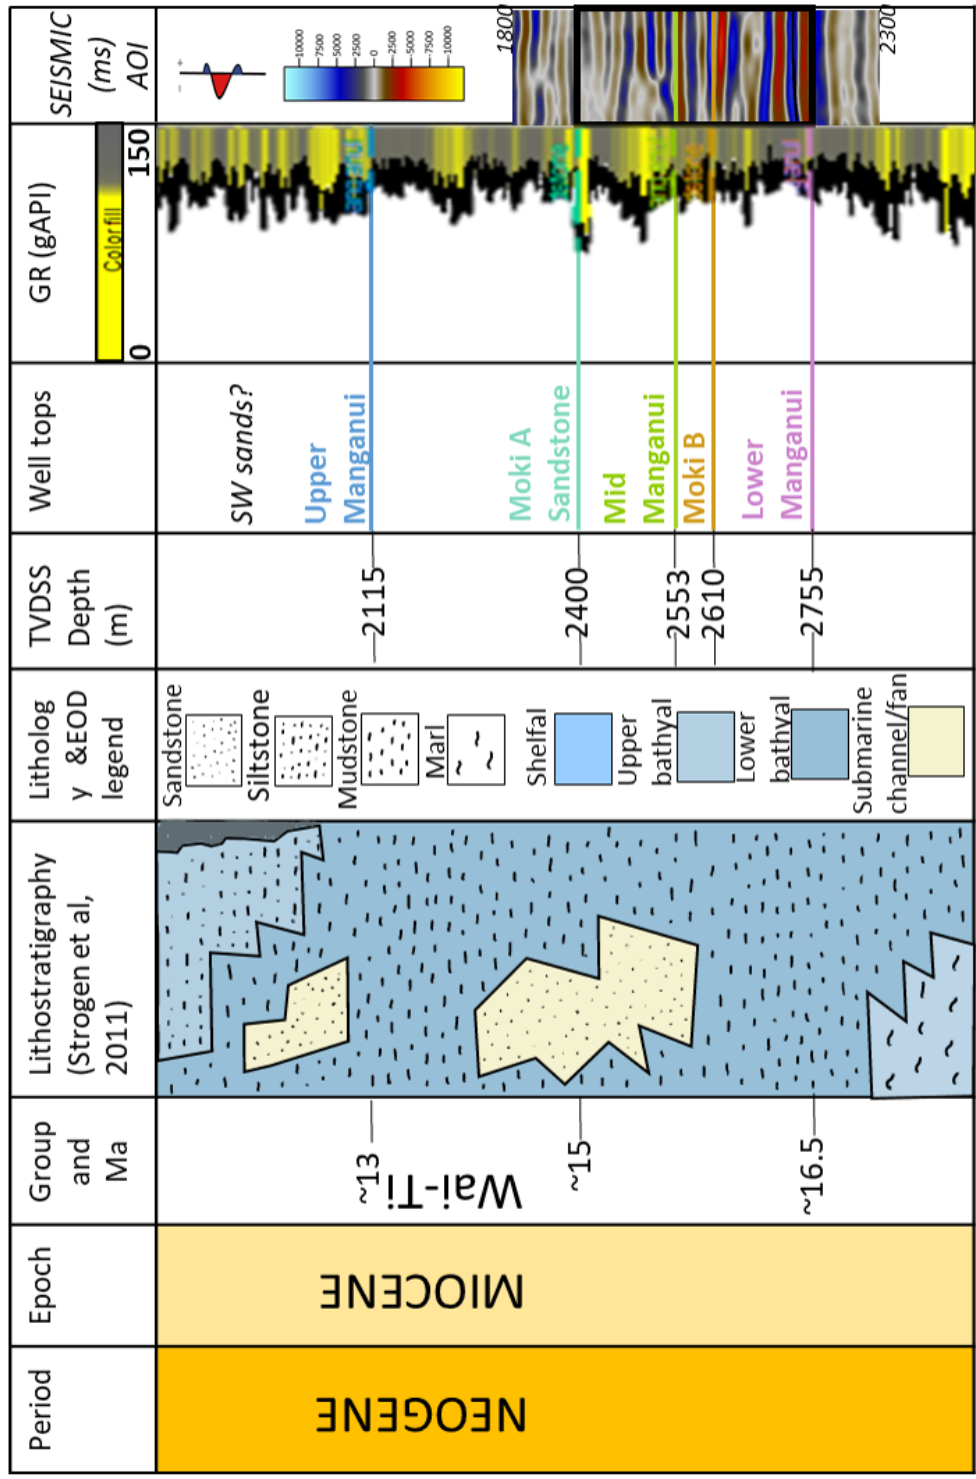 Period
Epoch
Group
and
Ma
Lithostratigraphy
(Strogen et al,
2011)
Litholog
y &EOD
legend
TVDSS
Depth
(m)
Well tops
GR (gAPI)
SEISMIC
(ms)
AOI
NEOGENE
MIOCENE
Wai-Ti
~13
~15
~16.5
Sandstone
Siltstone
Mudstone
Marl
Shelfal
Upper
bathyal
Lower
bathyal
Submarine
channel/fan
2115
2400
2553
2610
2755
SW sands?
Upper
Manganui
Moki A
Sandstone
Mid
Manganui
Moki B
Lower
Manganui
0
Colorfill
150
- +
-10000
-7500
-5000
-2500
-0
-2500
-5000
-7500
-10000
1800
2300